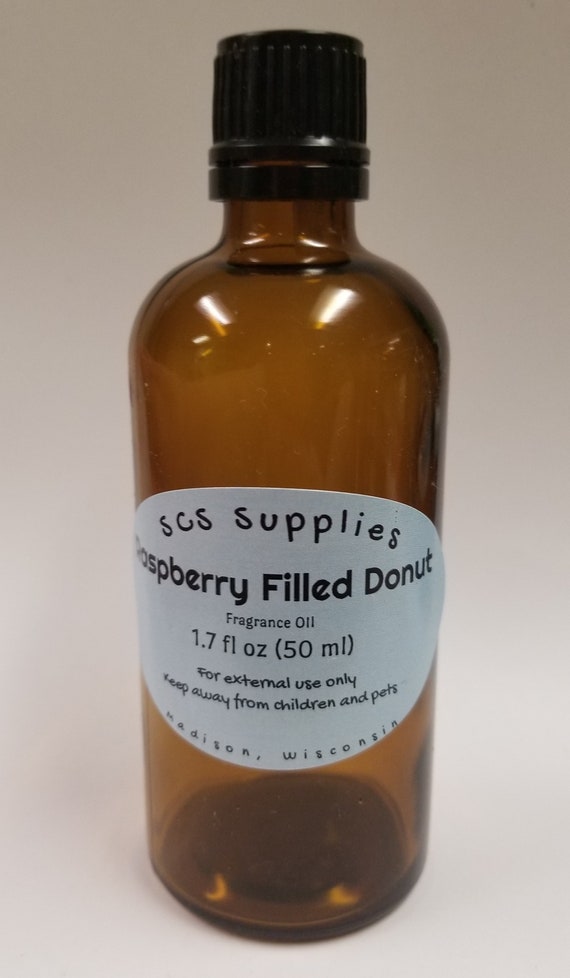 SCS Supplies
Raspberry Filled Donut
Fragrance Oil
1.7 fl oz (50 ml)
For external use only
Keep away from children and pets
Madison, Wisconsin